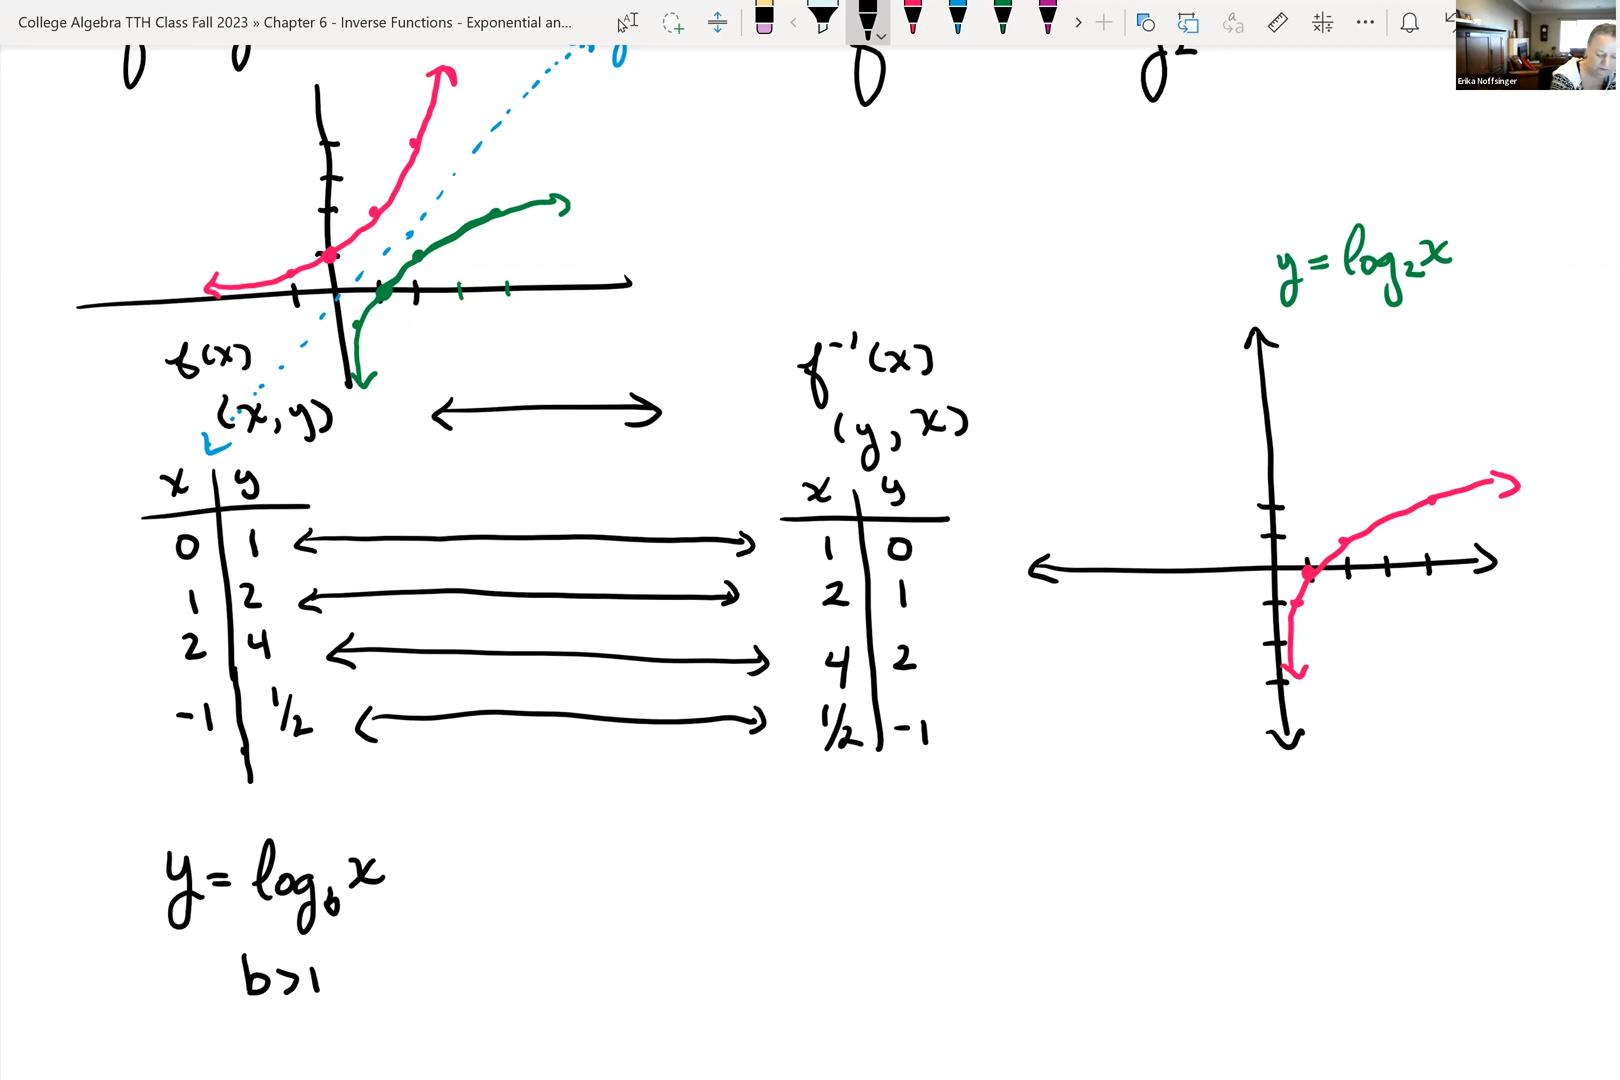 College Algebra TTH Class Fall 2023 » Chapter 6 - Inverse Functions - Exponential an...
Erika Noffsinger
y = log₂x
f(x)
(x, y)
f⁻¹(x)
(y, x)
x y
0 1
1 2
2 4
-1 1/2
x y
1 0
2 1
4 2
1/2 -1
y = log_b x
b>1